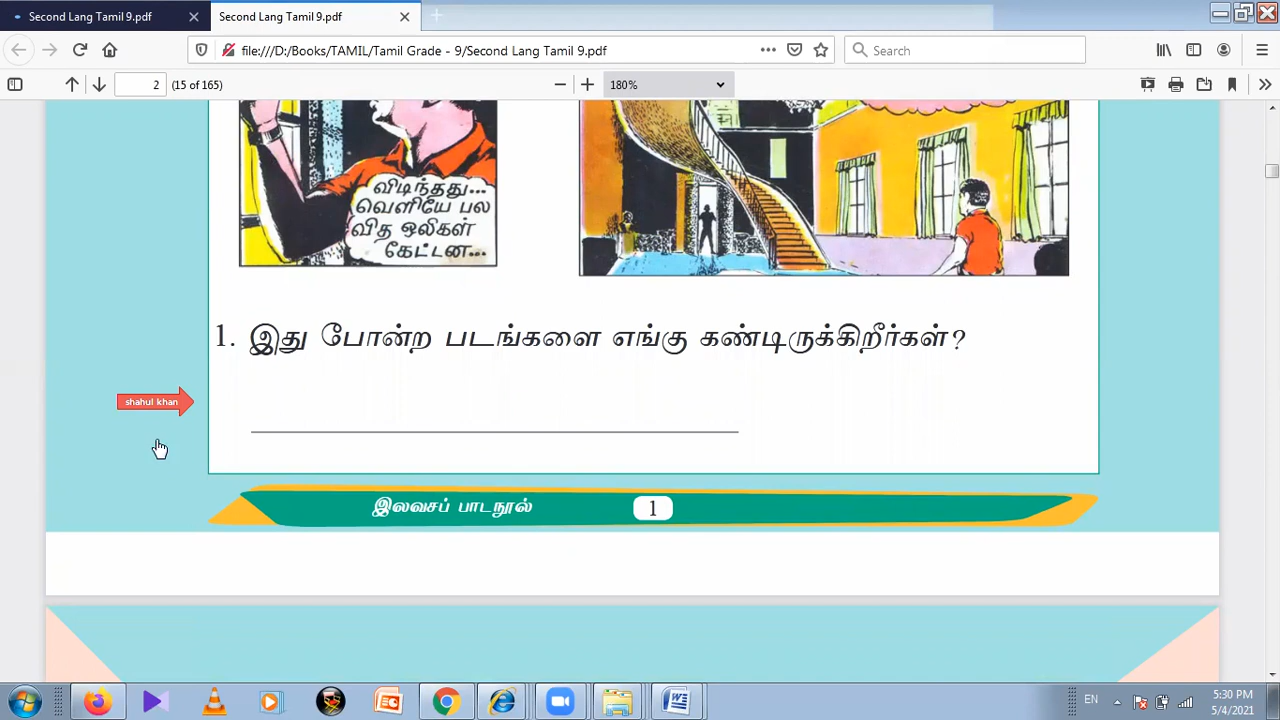 Second Lang Tamil 9.pdf
Second Lang Tamil 9.pdf
file:///D:/Books/TAMIL/Tamil Grade - 9/Second Lang Tamil 9.pdf
Search
2 (15 of 165)
180%
விடிந்தது...
வெளியே பல
வித ஒலிகள்
கேட்டன...
1. இது போன்ற படங்களை எங்கு கண்டிருக்கிறீர்கள்?
shahul khan
இலவசப் பாடநூல் 1
EN
5:30 PM
5/4/2021